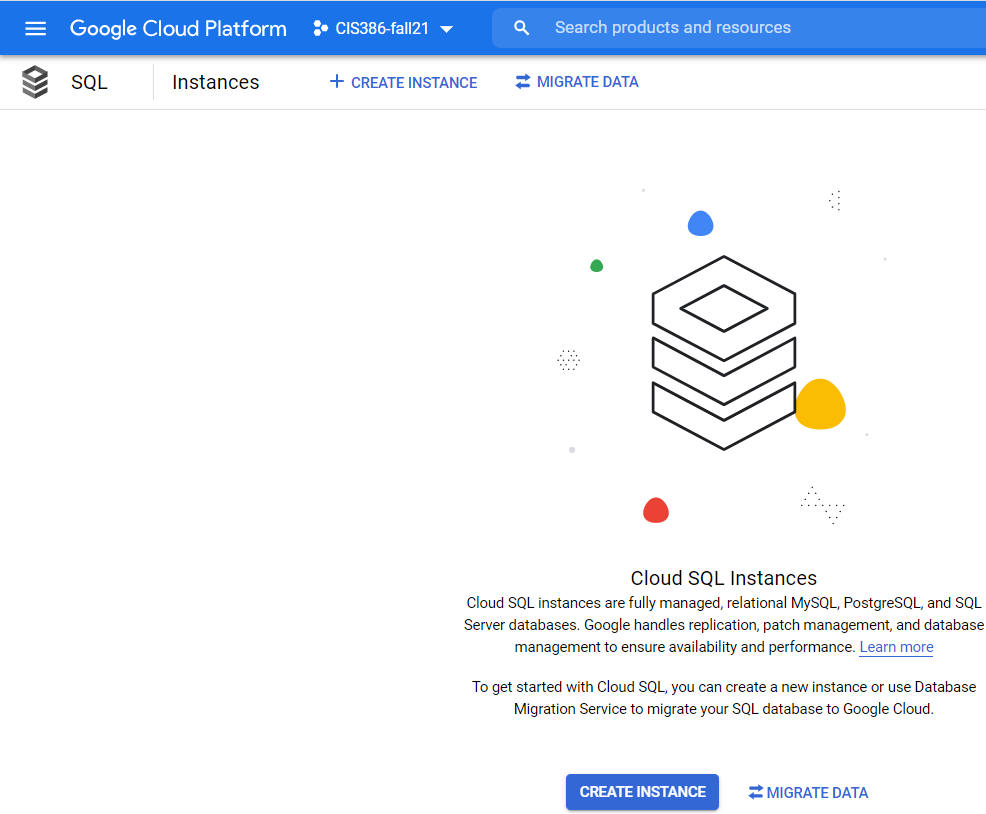 Google Cloud Platform CIS386-fall21 Search products and resources
SQL Instances CREATE INSTANCE MIGRATE DATA
Cloud SQL Instances
Cloud SQL instances are fully managed, relational MySQL, PostgreSQL, and SQL
Server databases. Google handles replication, patch management, and database
management to ensure availability and performance. Learn more
To get started with Cloud SQL, you can create a new instance or use Database
Migration Service to migrate your SQL database to Google Cloud.
CREATE INSTANCE MIGRATE DATA